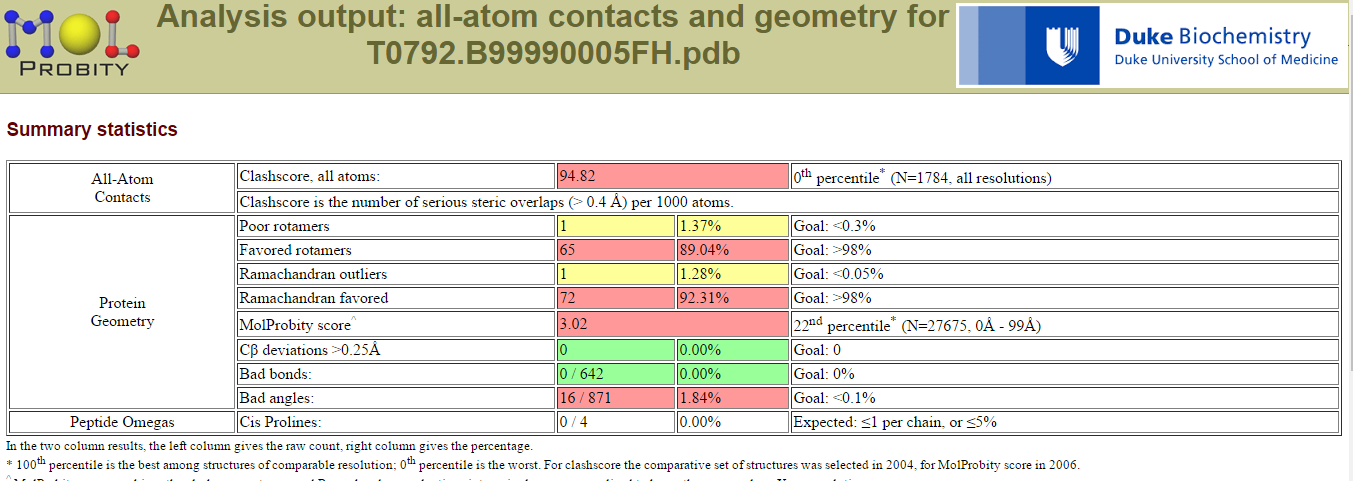 MOL
PROBITY
Analysis output: all-atom contacts and geometry for
T0792.B99990005FH.pdb
Duke Biochemistry
Duke University School of Medicine
Summary statistics
All-Atom
Contacts
Clashscore, all atoms: 94.82 0th percentile* (N=1784, all resolutions)
Clashscore is the number of serious steric overlaps (> 0.4 Å) per 1000 atoms.
Protein
Geometry
Poor rotamers 1 1.37% Goal: <0.3%
Favored rotamers 65 89.04% Goal: >98%
Ramachandran outliers 1 1.28% Goal: <0.05%
Ramachandran favored 72 92.31% Goal: >98%
MolProbity score^ 3.02 22nd percentile* (N=27675, 0Å - 99Å)
Cβ deviations >0.25Å 0 0.00% Goal: 0
Bad bonds: 0 / 642 0.00% Goal: 0%
Bad angles: 16 / 871 1.84% Goal: <0.1%
Peptide Omegas Cis Prolines: 0 / 4 0.00% Expected: ≤1 per chain, or ≤5%
In the two column results, the left column gives the raw count, right column gives the percentage.
* 100th percentile is the best among structures of comparable resolution; 0th percentile is the worst. For clashscore the comparative set of structures was selected in 2004, for MolProbity score in 2006.